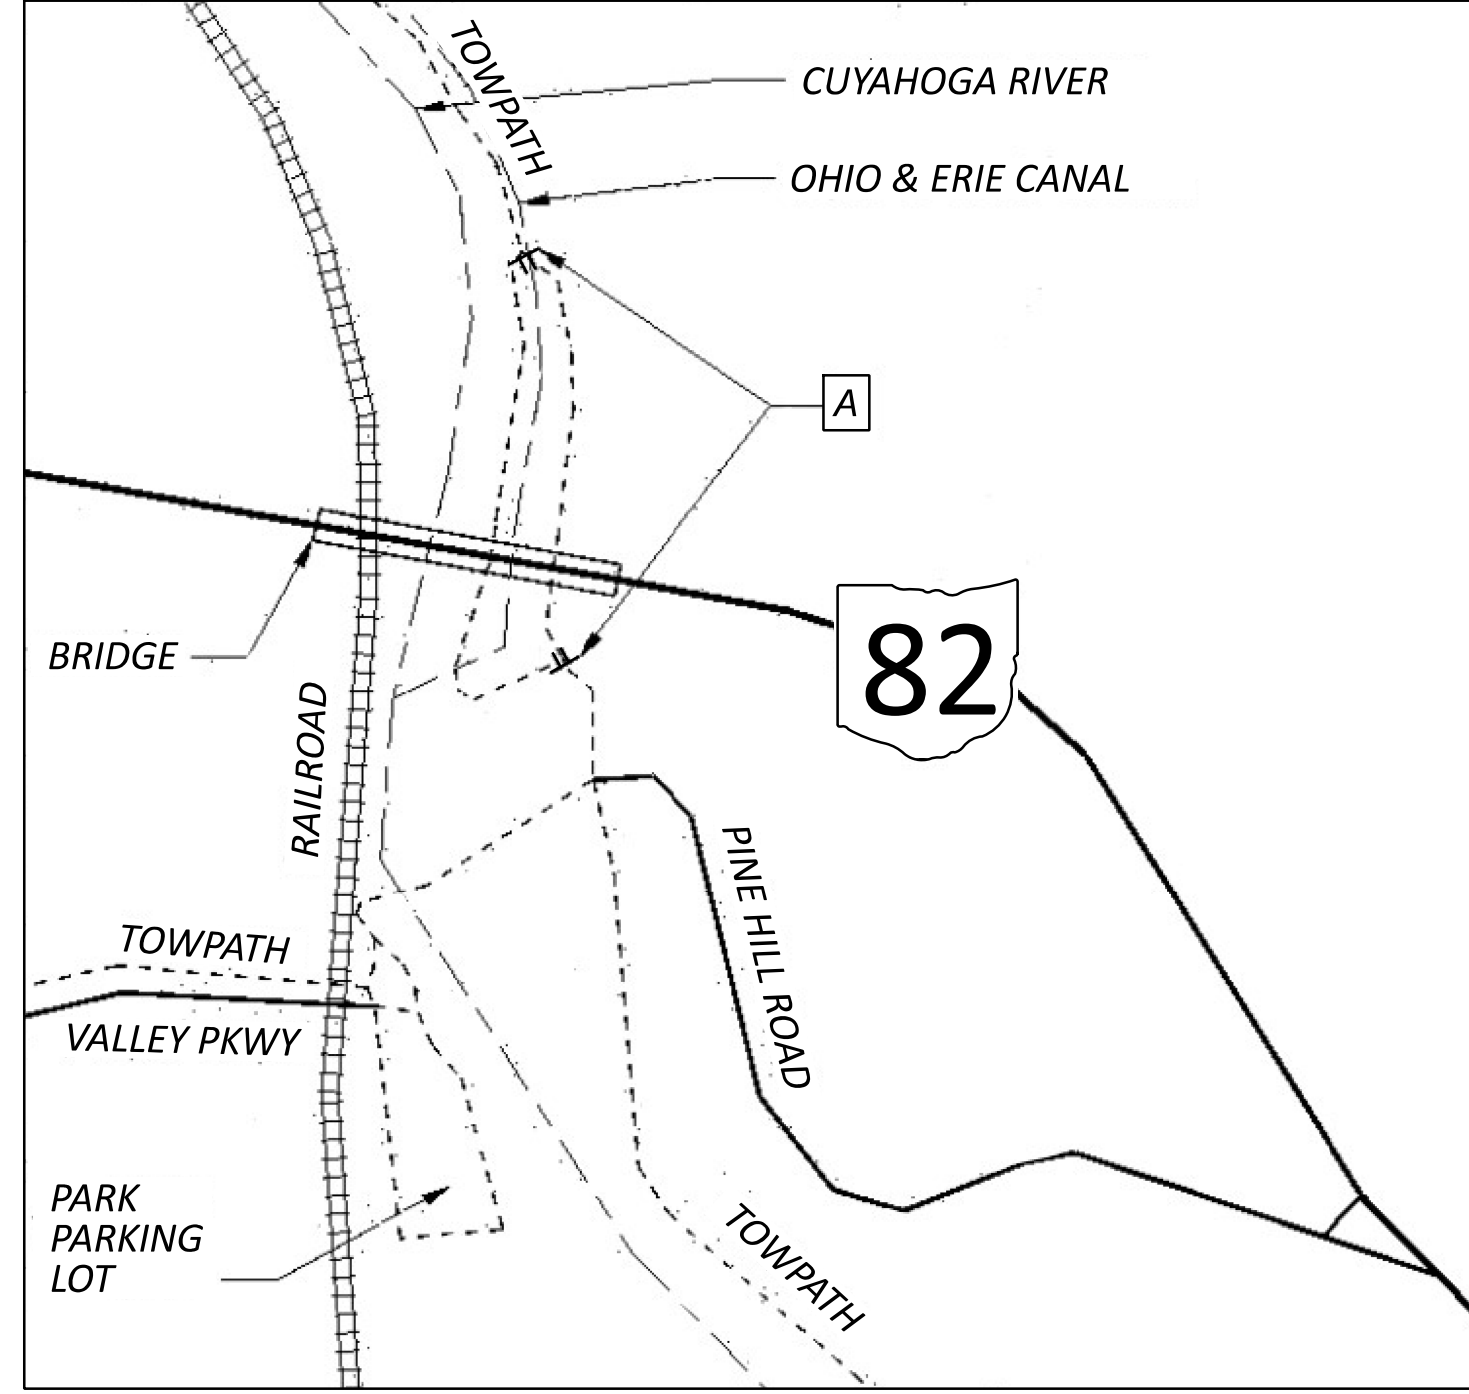 TOWPATH
CUYAHOGA RIVER
OHIO & ERIE CANAL
A
82
BRIDGE
RAILROAD
PINE HILL ROAD
TOWPATH
VALLEY PKWY
PARK
PARKING
LOT
TOWPATH